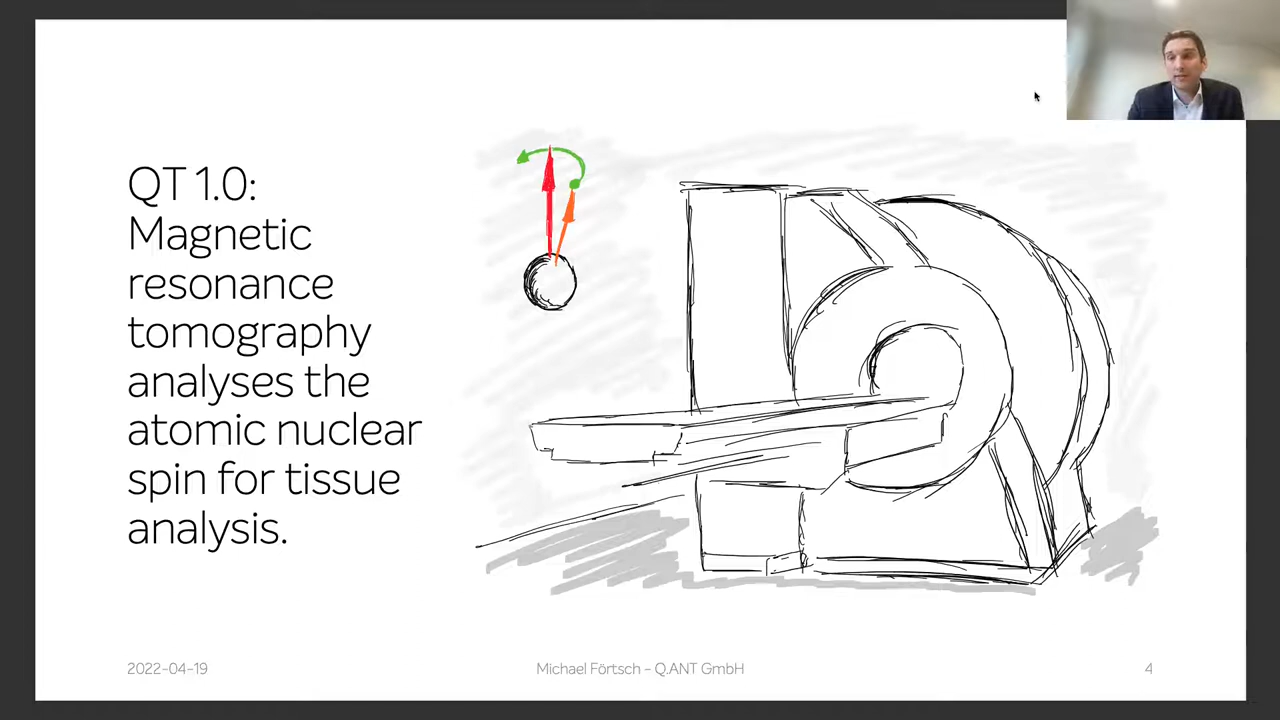 QT 1.0:
Magnetic
resonance
tomography
analyses the
atomic nuclear
spin for tissue
analysis.
2022-04-19
Michael Förtsch - Q.ANT GmbH
4